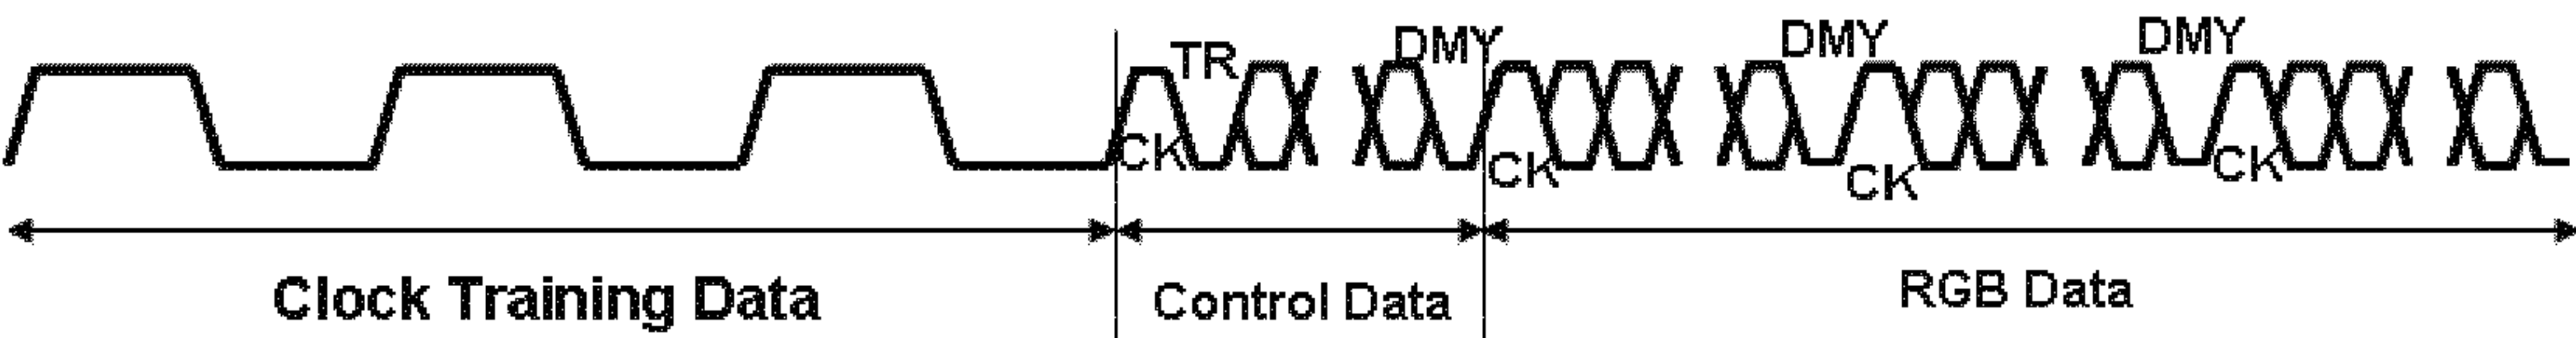 TR DMY DMY DMY
CK CK CK CK
Clock Training Data Control Data RGB Data